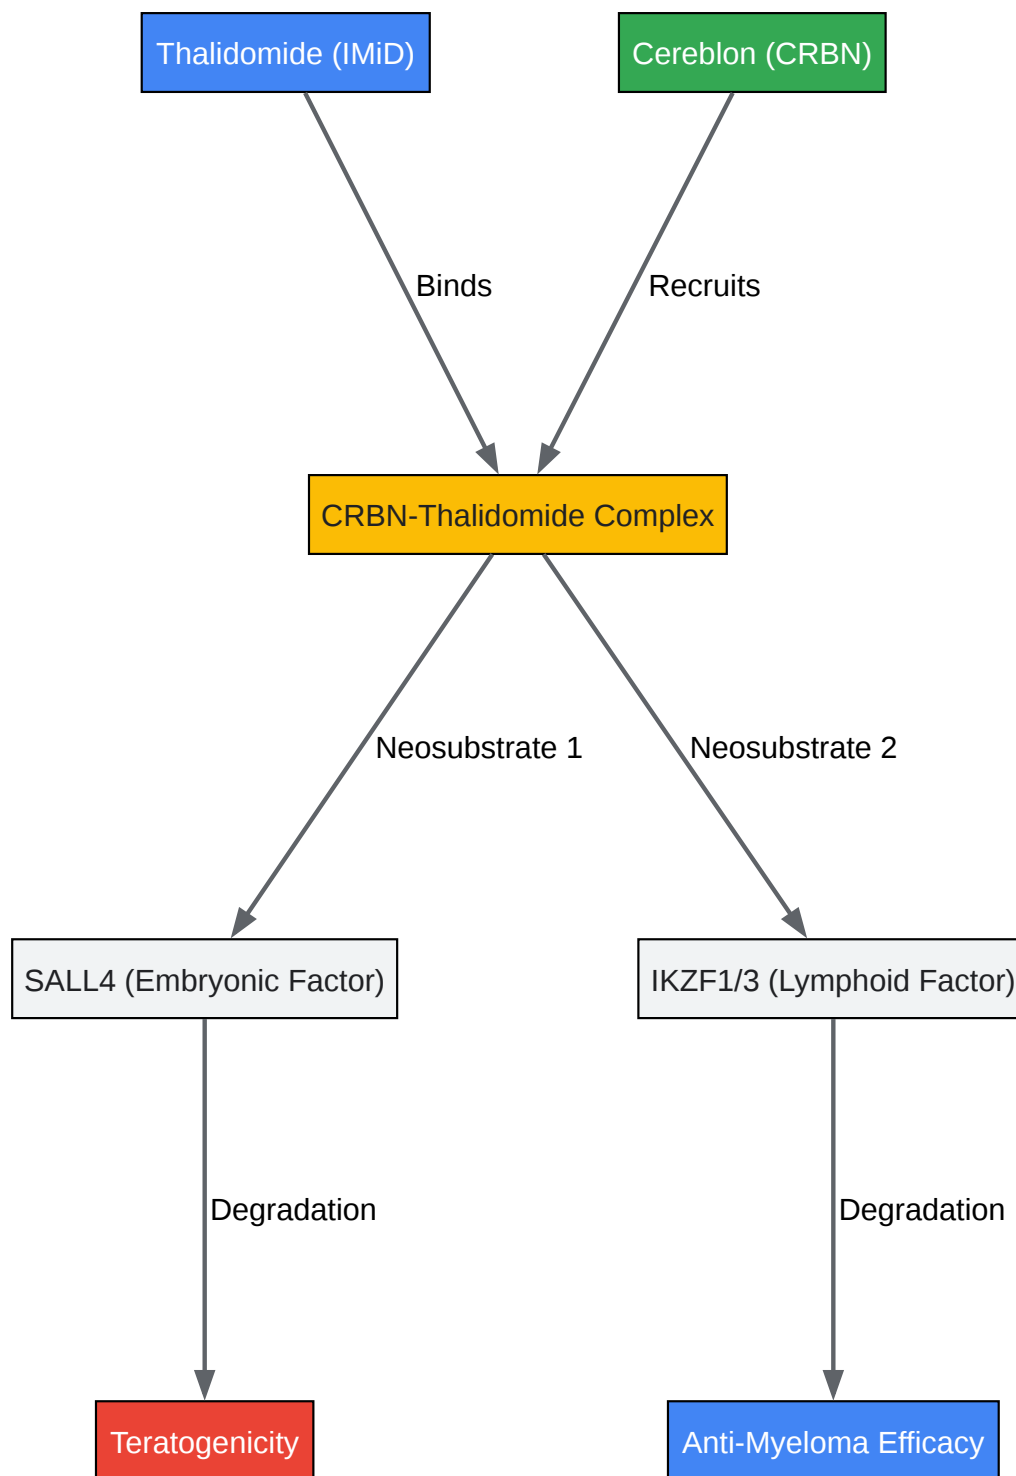 Thalidomide (IMiD)
Cereblon (CRBN)
Binds
Recruits
CRBN-Thalidomide Complex
Neosubstrate 1
Neosubstrate 2
SALL4 (Embryonic Factor)
IKZF1/3 (Lymphoid Factor)
Degradation
Degradation
Teratogenicity
Anti-Myeloma Efficacy